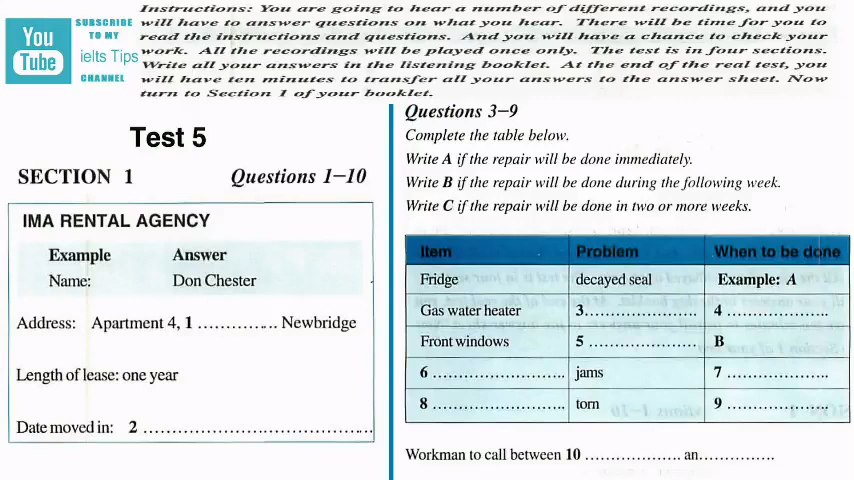 Instructions: You are going to hear a number of different recordings, and you
will have to answer questions on what you hear. There will be time for you to
read the instructions and questions. And you will have a chance to check your
work. All the recordings will be played once only. The test is in four sections.
Write all your answers in the listening booklet. At the end of the real test, you
will have ten minutes to transfer all your answers to the answer sheet. Now
turn to Section 1 of your booklet.
You
Tube
SUBSCRIBE
TO MY
ielts Tips
CHANNEL
Test 5
SECTION 1 Questions 1–10
IMA RENTAL AGENCY
Example Answer
Name: Don Chester
Address: Apartment 4, 1 .............. Newbridge
Length of lease: one year
Date moved in: 2 ........................................
Questions 3–9
Complete the table below.
Write A if the repair will be done immediately.
Write B if the repair will be done during the following week.
Write C if the repair will be done in two or more weeks.
Item Problem When to be done
Fridge decayed seal Example: A
Gas water heater 3....................... 4 .....................
Front windows 5 ...................... B
6 ........................... jams 7 .....................
8 ........................... torn 9 .....................
Workman to call between 10 ................... an...............